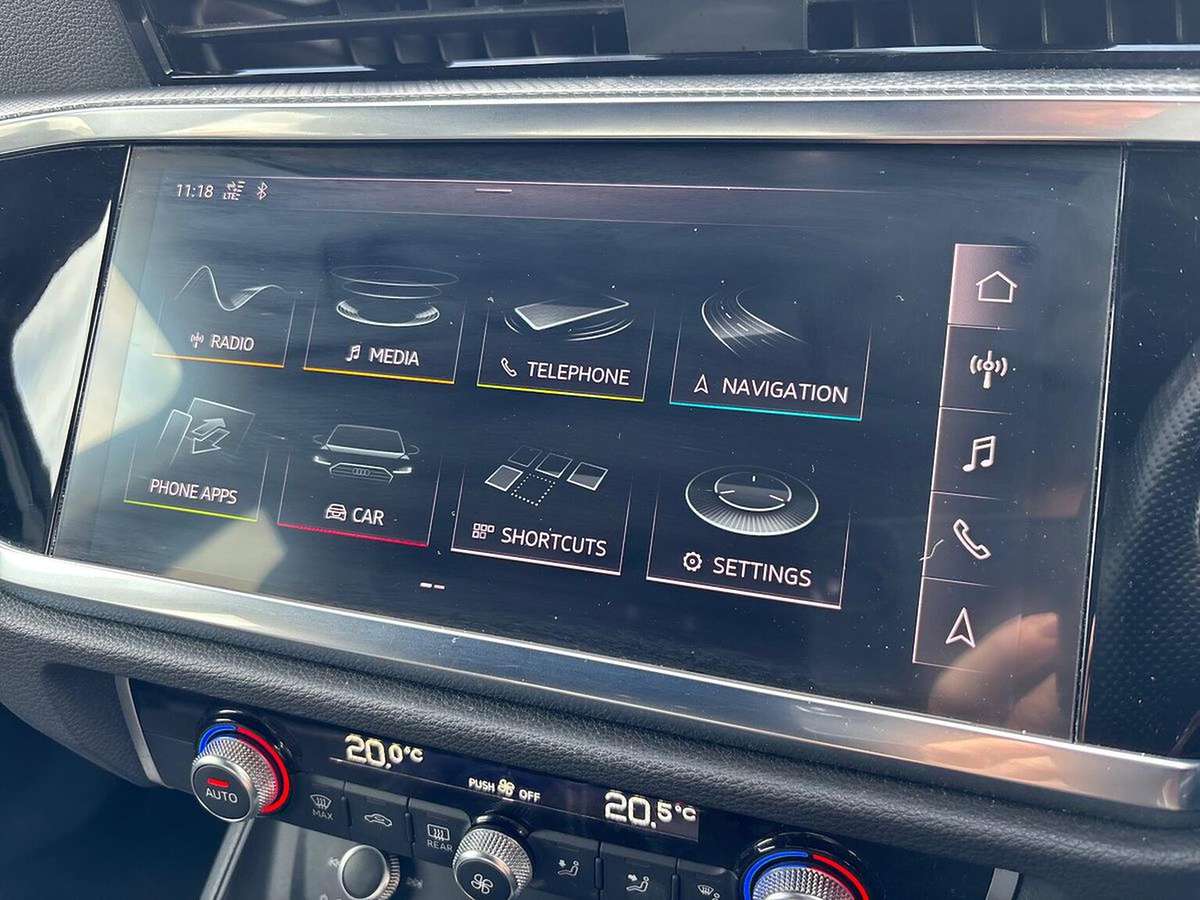 11:18 LTE
RADIO
MEDIA
TELEPHONE
NAVIGATION
PHONE APPS
CAR
SHORTCUTS
SETTINGS
20.0°C
PUSH OFF
20.5°C
AUTO
MAX
REAR